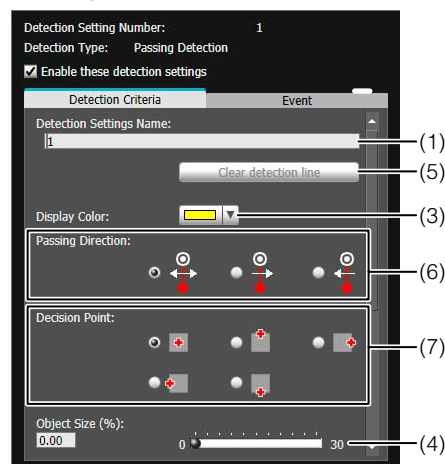 Detection Setting Number: 1
Detection Type: Passing Detection
Enable these detection settings
Detection Criteria Event
Detection Settings Name:
1 (1)
Clear detection line (5)
Display Color: (3)
Passing Direction:
(6)
Decision Point:
(7)
Object Size (%):
0.00 0 30 (4)